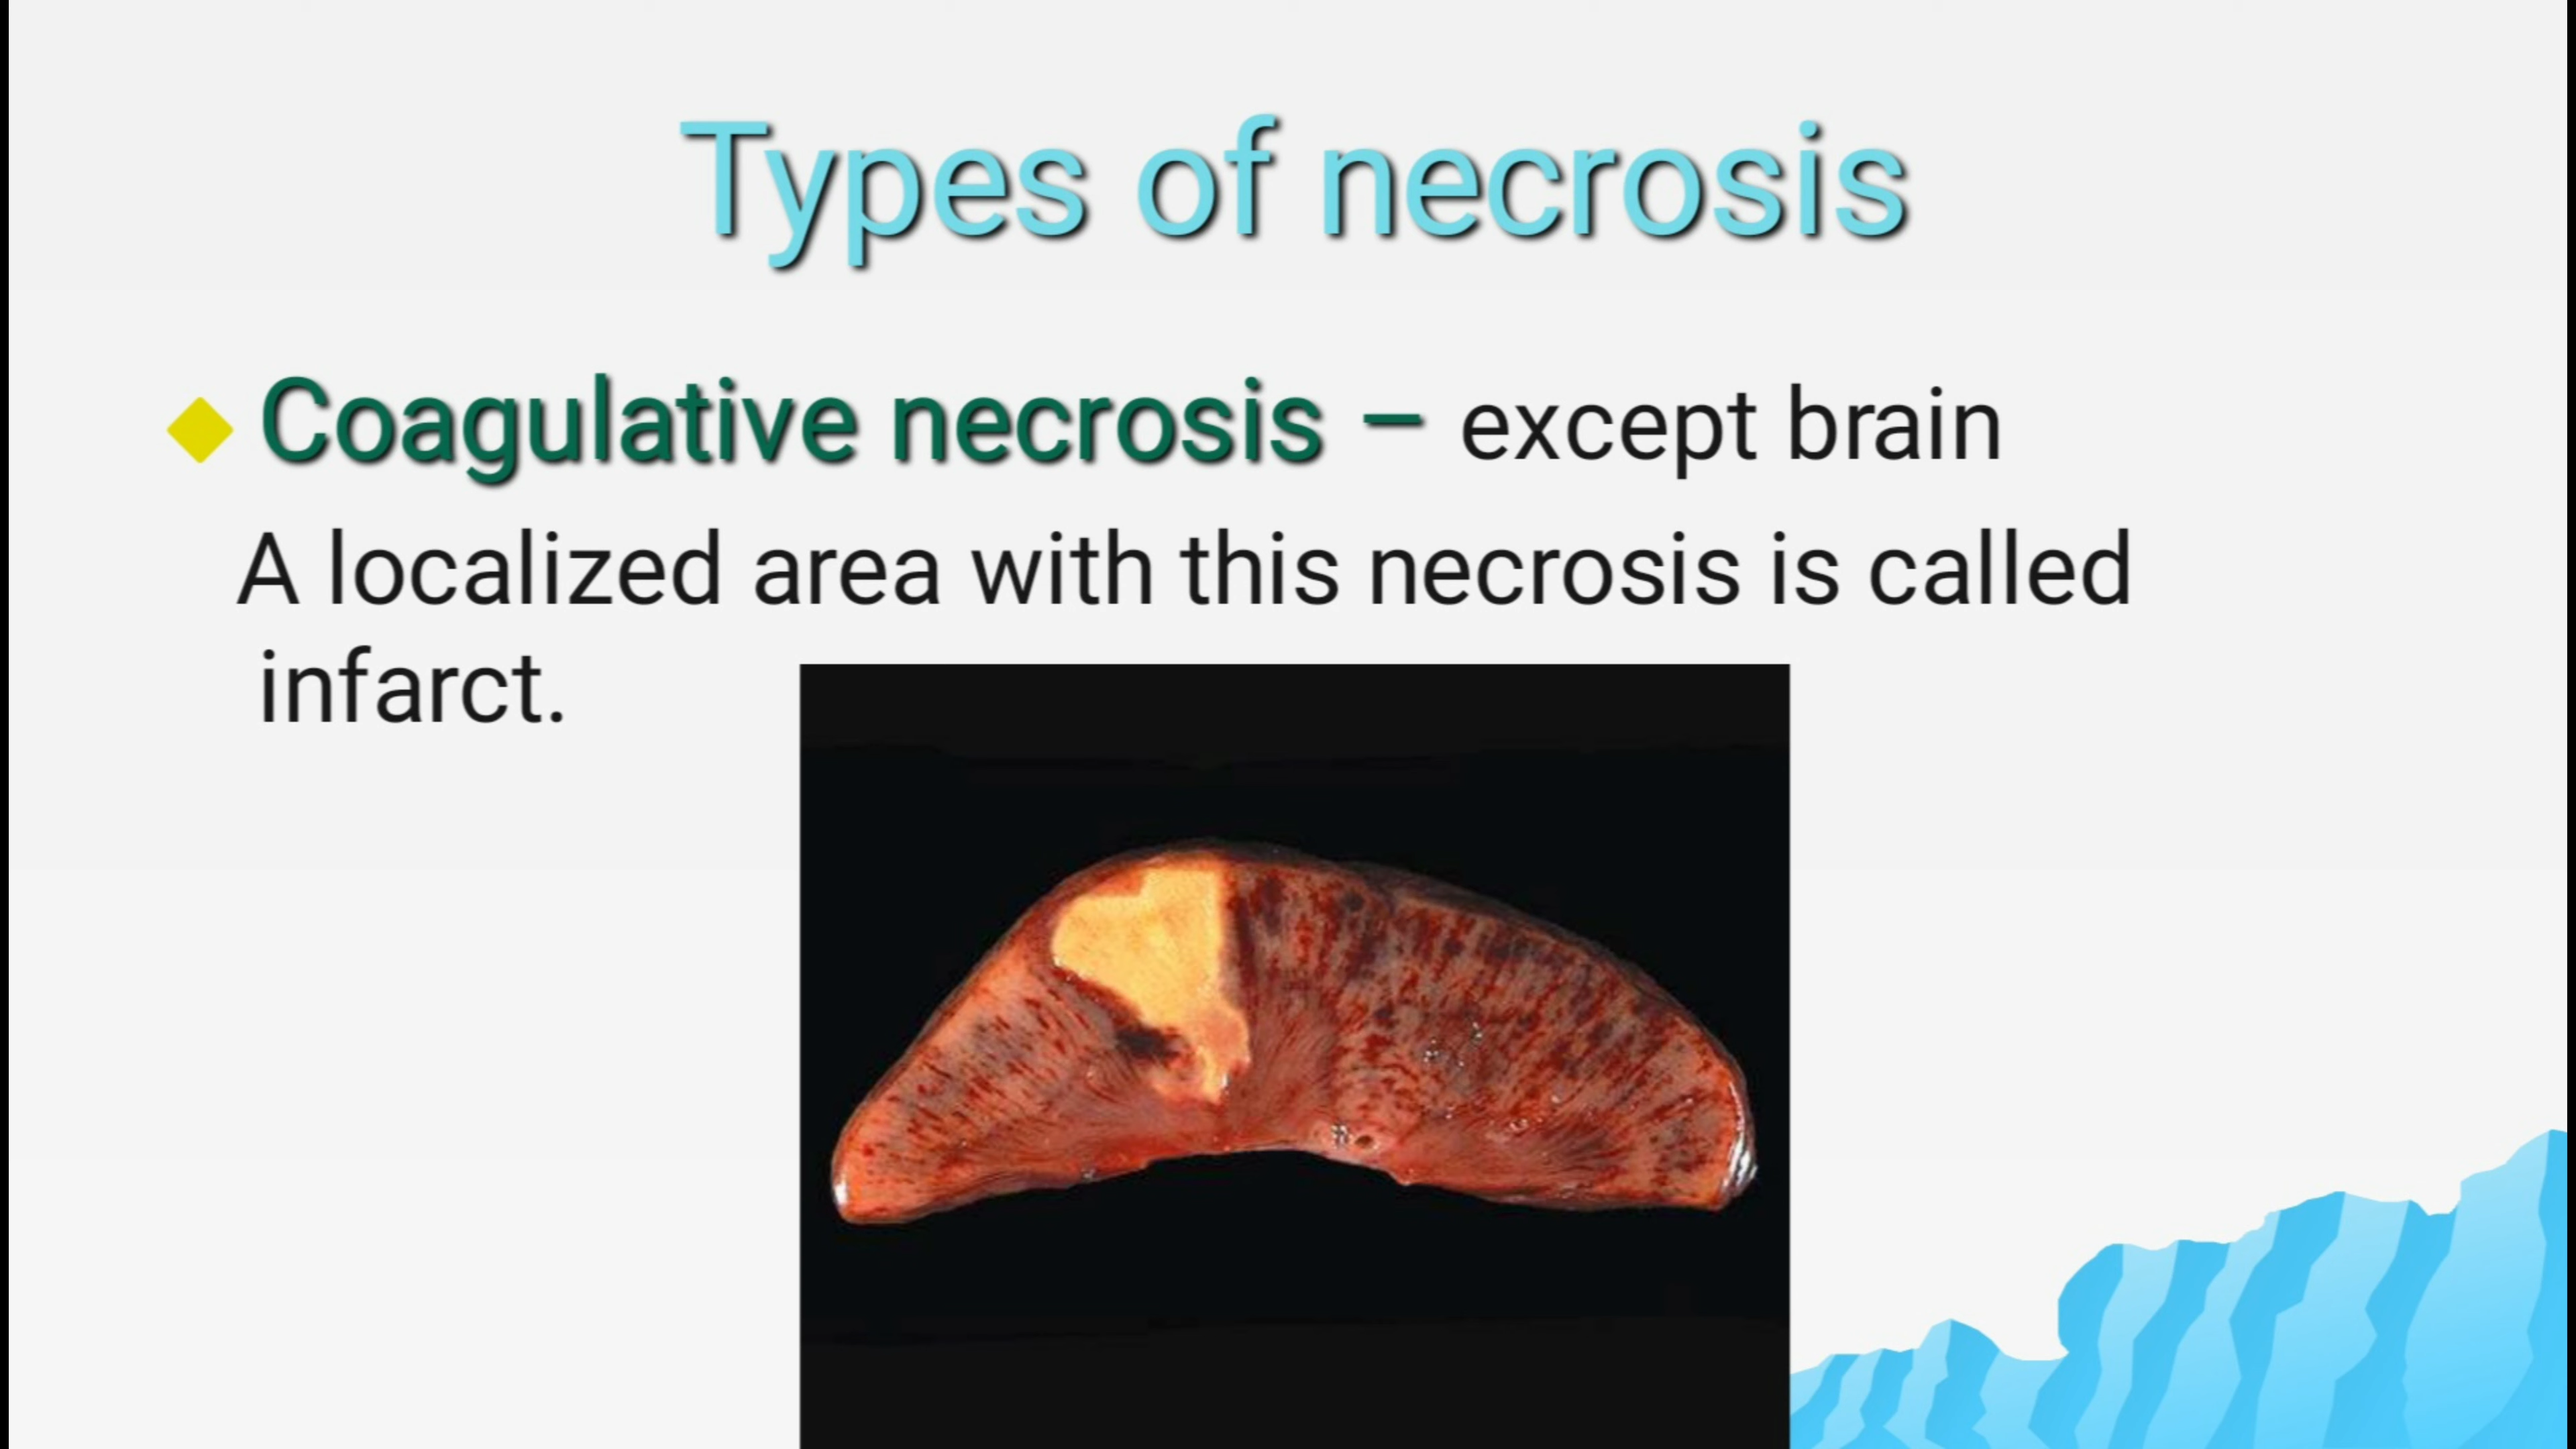 Types of necrosis
Coagulative necrosis – except brain
A localized area with this necrosis is called
infarct.